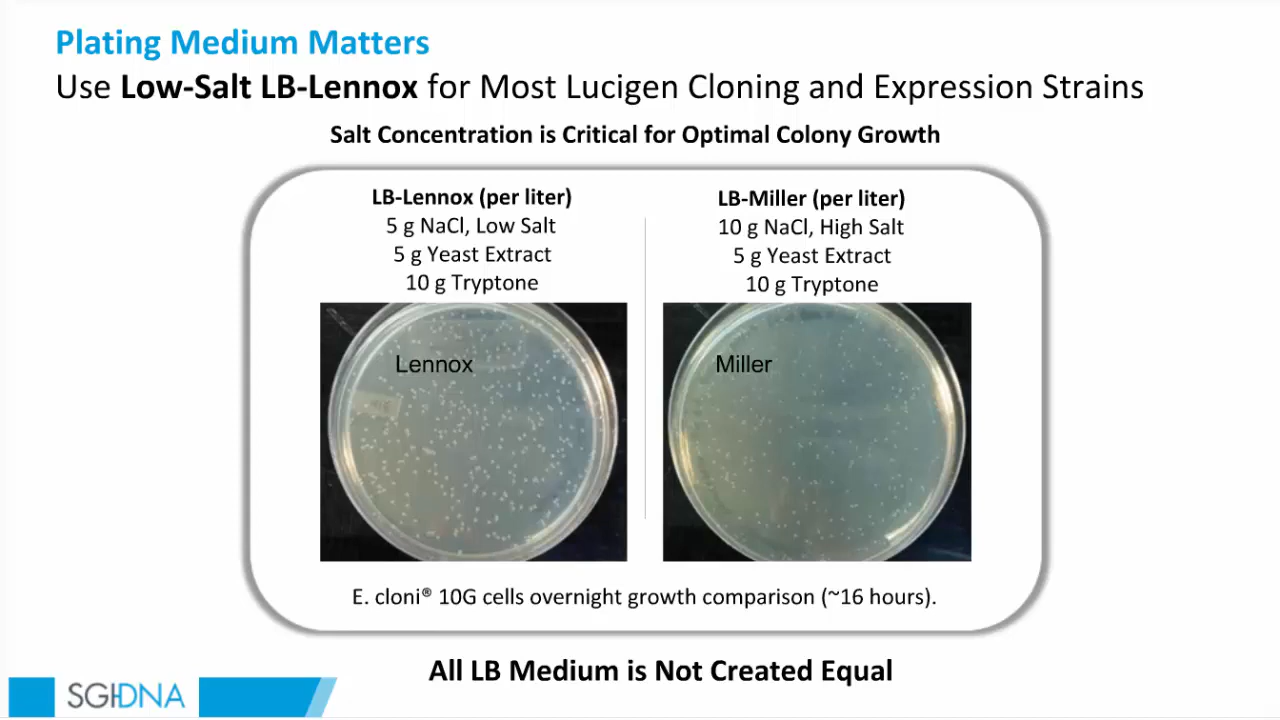 Plating Medium Matters
Use Low-Salt LB-Lennox for Most Lucigen Cloning and Expression Strains
Salt Concentration is Critical for Optimal Colony Growth
LB-Lennox (per liter)
5 g NaCl, Low Salt
5 g Yeast Extract
10 g Tryptone
LB-Miller (per liter)
10 g NaCl, High Salt
5 g Yeast Extract
10 g Tryptone
Lennox
Miller
E. cloni® 10G cells overnight growth comparison (~16 hours).
All LB Medium is Not Created Equal
SGI-DNA